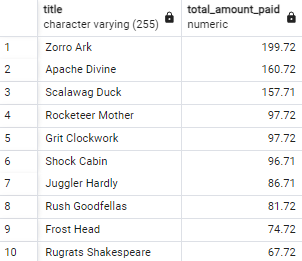 title total_amount_paid
character varying (255) numeric
1 Zorro Ark 199.72
2 Apache Divine 160.72
3 Scalawag Duck 157.71
4 Rocketeer Mother 97.72
5 Grit Clockwork 97.72
6 Shock Cabin 96.71
7 Juggler Hardly 86.71
8 Rush Goodfellas 81.72
9 Frost Head 74.72
10 Rugrats Shakespeare 67.72